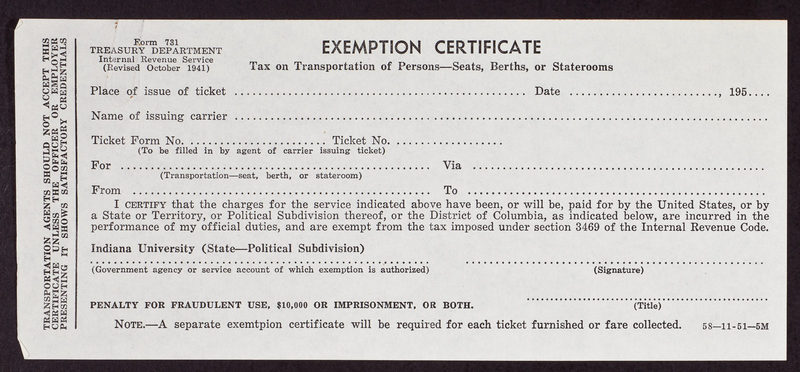 TRANSPORTATION AGENTS SHOULD NOT ACCEPT THIS
CERTIFICATE UNLESS THE OFFICER OR EMPLOYER
PRESENTING IT SHOWS SATISFACTORY CREDENTIALS
Form 731
TREASURY DEPARTMENT
Internal Revenue Service
(Revised October 1941)
EXEMPTION CERTIFICATE
Tax on Transportation of Persons—Seats, Berths, or Staterooms
Place of issue of ticket ........ Date ........, 195....
Name of issuing carrier ........
Ticket Form No. ........ Ticket No. ........
(To be filled in by agent of carrier issuing ticket)
For ........ Via ........
(Transportation—seat, berth, or stateroom)
From ........ To ........
I CERTIFY that the charges for the service indicated above have been, or will be, paid for by the United States, or by
a State or Territory, or Political Subdivision thereof, or the District of Columbia, as indicated below, are incurred in the
performance of my official duties, and are exempt from the tax imposed under section 3469 of the Internal Revenue Code.
Indiana University (State—Political Subdivision)
(Government agency or service account of which exemption is authorized) (Signature)
PENALTY FOR FRAUDULENT USE, $10,000 OR IMPRISONMENT, OR BOTH. (Title)
NOTE.—A separate exemtpion certificate will be required for each ticket furnished or fare collected. 58—11-51—5M